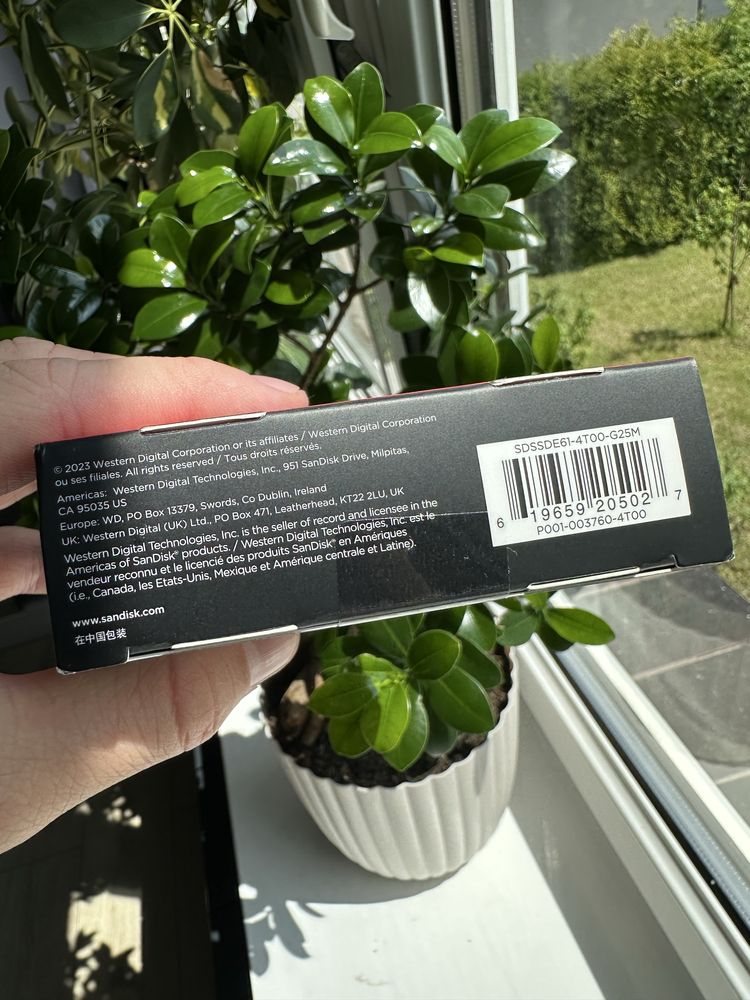 © 2023 Western Digital Corporation or its affiliates / Western Digital Corporation
ou ses filiales. All rights reserved / Tous droits réservés.
Americas: Western Digital Technologies, Inc., 951 SanDisk Drive, Milpitas,
CA 95035 US
Europe: WD, PO Box 13379, Swords, Co Dublin, Ireland
UK: Western Digital (UK) Ltd., PO Box 471, Leatherhead, KT22 2LU, UK
Western Digital Technologies, Inc. is the seller of record and licensee in the
Americas of SanDisk® products. / Western Digital Technologies, Inc. est le
vendeur reconnu et le licencié des produits SanDisk® en Amériques
(i.e., Canada, les Etats-Unis, Mexique et Amérique centrale et Latine).
www.sandisk.com
在中国包装
SDSSDE61-4T00-G25M
6 19659 20502 7
P001-003760-4T00